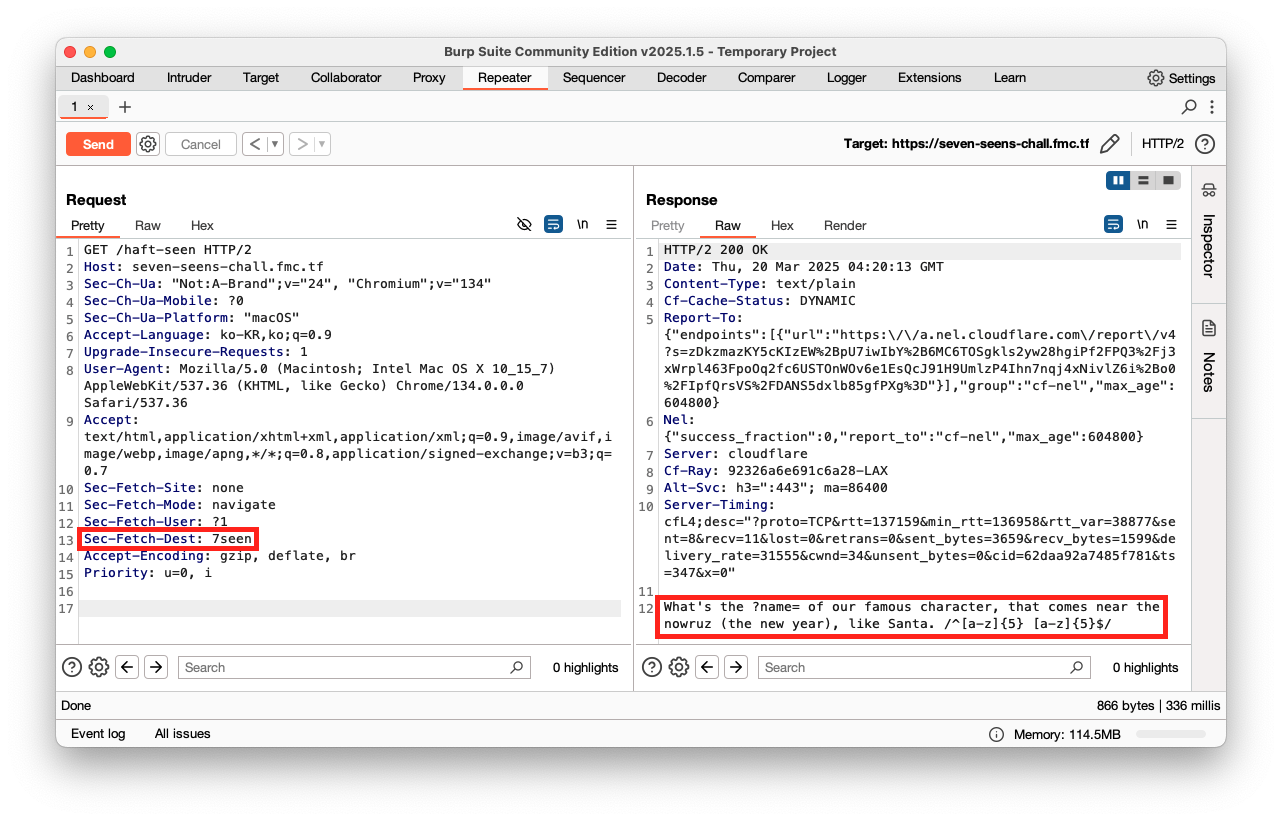 Burp Suite Community Edition v2025.1.5 - Temporary Project
Dashboard Intruder Target Collaborator Proxy Repeater Sequencer Decoder Comparer Logger Extensions Learn Settings
1 × +
Send Cancel < > Target: https://seven-seens-chall.fmc.tf HTTP/2 ?
Request
Pretty Raw Hex \n
1 GET /haft-seen HTTP/2
2 Host: seven-seens-chall.fmc.tf
3 Sec-Ch-Ua: "Not:A-Brand";v="24", "Chromium";v="134"
4 Sec-Ch-Ua-Mobile: ?0
5 Sec-Ch-Ua-Platform: "macOS"
6 Accept-Language: ko-KR,ko;q=0.9
7 Upgrade-Insecure-Requests: 1
8 User-Agent: Mozilla/5.0 (Macintosh; Intel Mac OS X 10_15_7)
AppleWebKit/537.36 (KHTML, like Gecko) Chrome/134.0.0.0
Safari/537.36
9 Accept:
text/html,application/xhtml+xml,application/xml;q=0.9,image/avif,i
mage/webp,image/apng,*/*;q=0.8,application/signed-exchange;v=b3;q=
0.7
10 Sec-Fetch-Site: none
11 Sec-Fetch-Mode: navigate
12 Sec-Fetch-User: ?1
13 Sec-Fetch-Dest: 7seen
14 Accept-Encoding: gzip, deflate, br
15 Priority: u=0, i
16
17
Search 0 highlights
Response
Pretty Raw Hex Render \n
1 HTTP/2 200 OK
2 Date: Thu, 20 Mar 2025 04:20:13 GMT
3 Content-Type: text/plain
4 Cf-Cache-Status: DYNAMIC
5 Report-To:
{"endpoints":[{"url":"https:\/\/a.nel.cloudflare.com\/report\/v4
?s=zDkzmazKY5cKIzEW%2BpU7iwIbY%2B6MC6TOSgkls2yw28hgiPf2FPQ3%2Fj3
xWrpl463FpoOq2fc6USTOnWOv6e1EsQcJ91H9UmlzP4Ihn7nqj4xNivlZ6i%2Bo0
%2FIpfQrsVS%2FDANS5dxlb85gfPXg%3D"}],"group":"cf-nel","max_age":
604800}
6 Nel:
{"success_fraction":0,"report_to":"cf-nel","max_age":604800}
7 Server: cloudflare
8 Cf-Ray: 92326a6e691c6a28-LAX
9 Alt-Svc: h3=":443"; ma=86400
10 Server-Timing:
cfL4;desc="?proto=TCP&rtt=137159&min_rtt=136958&rtt_var=38877&se
nt=8&recv=11&lost=0&retrans=0&sent_bytes=3659&recv_bytes=1599&de
livery_rate=31555&cwnd=34&unsent_bytes=0&cid=62daa92a7485f781&ts
=347&x=0"
11
12 What's the ?name= of our famous character, that comes near the
nowruz (the new year), like Santa. /^[a-z]{5} [a-z]{5}$/
Search 0 highlights
Inspector
Notes
Done 866 bytes | 336 millis
Event log All issues Memory: 114.5MB